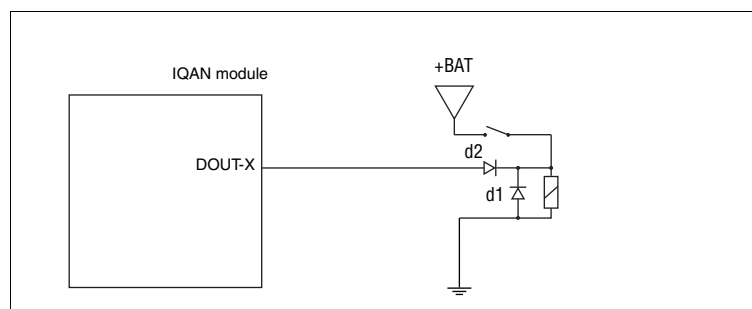 +BAT
IQAN module
d2
DOUT-X
d1